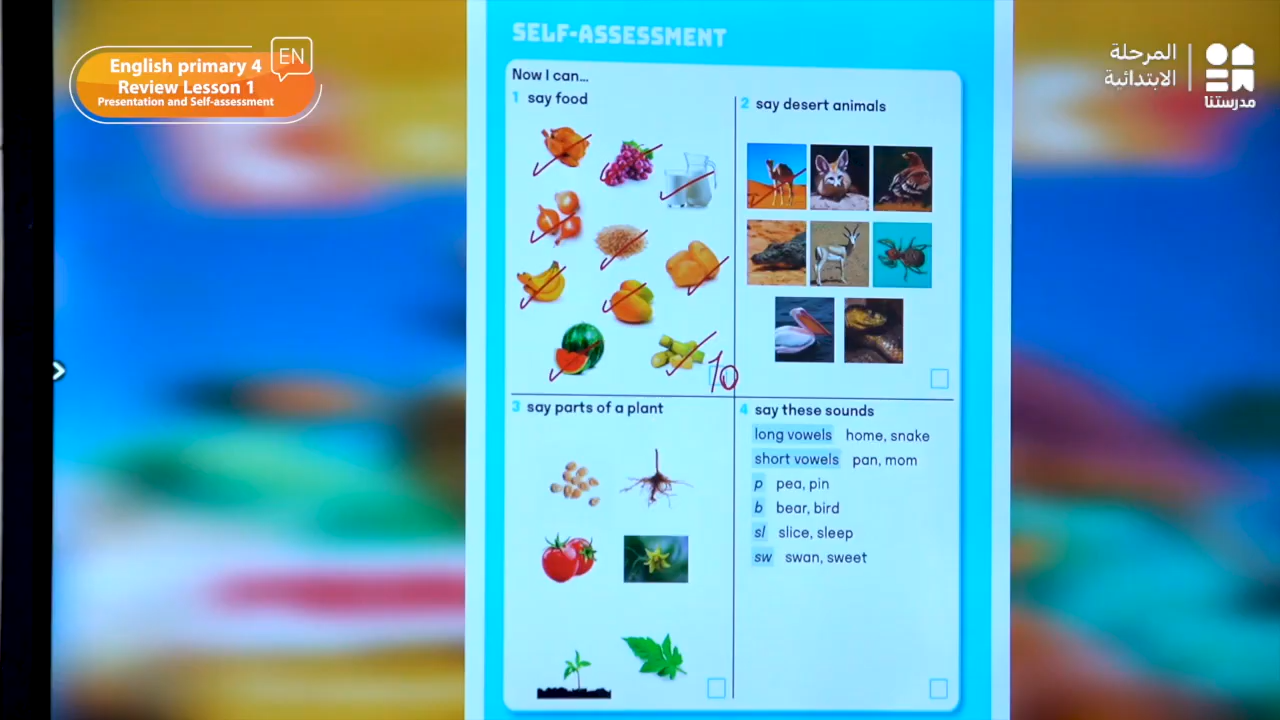 English primary 4
EN
Review Lesson 1
Presentation and Self-assessment
المرحلة
الابتدائية
مدرستنا
SELF-ASSESSMENT
Now I can...
1 say food
10
2 say desert animals
3 say parts of a plant
4 say these sounds
long vowels home, snake
short vowels pan, mom
p pea, pin
b bear, bird
sl slice, sleep
sw swan, sweet